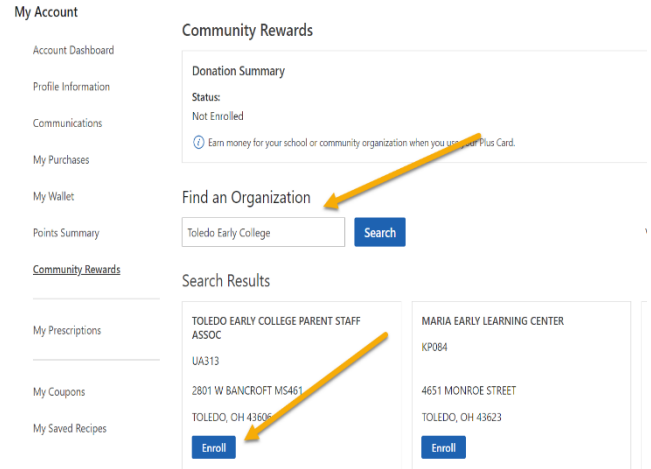 My Account
Account Dashboard
Profile Information
Communications
My Purchases
My Wallet
Points Summary
Community Rewards
My Prescriptions
My Coupons
My Saved Recipes
Community Rewards
Donation Summary
Status:
Not Enrolled
Earn money for your school or community organization when you use your Plus Card.
Find an Organization
Toledo Early College
Search
Search Results
TOLEDO EARLY COLLEGE PARENT STAFF
ASSOC
UA313
2801 W BANCROFT MS461
TOLEDO, OH 43606
Enroll
MARIA EARLY LEARNING CENTER
KP084
4651 MONROE STREET
TOLEDO, OH 43623
Enroll